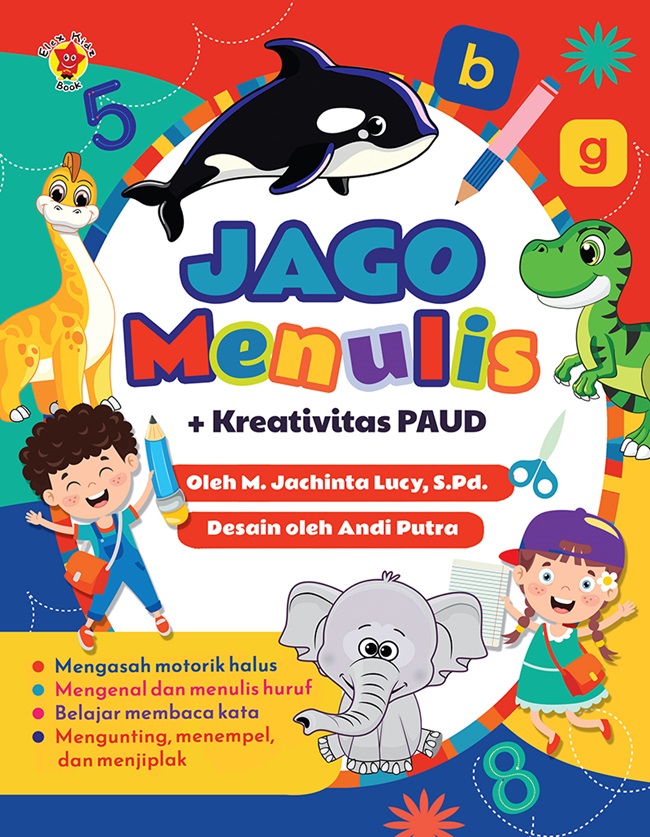 Elex Kidz
Book
5
b
g
JAGO
Menulis
+ Kreativitas PAUD
Oleh M. Jachinta Lucy, S.Pd.
Desain oleh Andi Putra
Mengasah motorik halus
Mengenal dan menulis huruf
Belajar membaca kata
Mengunting, menempel,
dan menjiplak
8